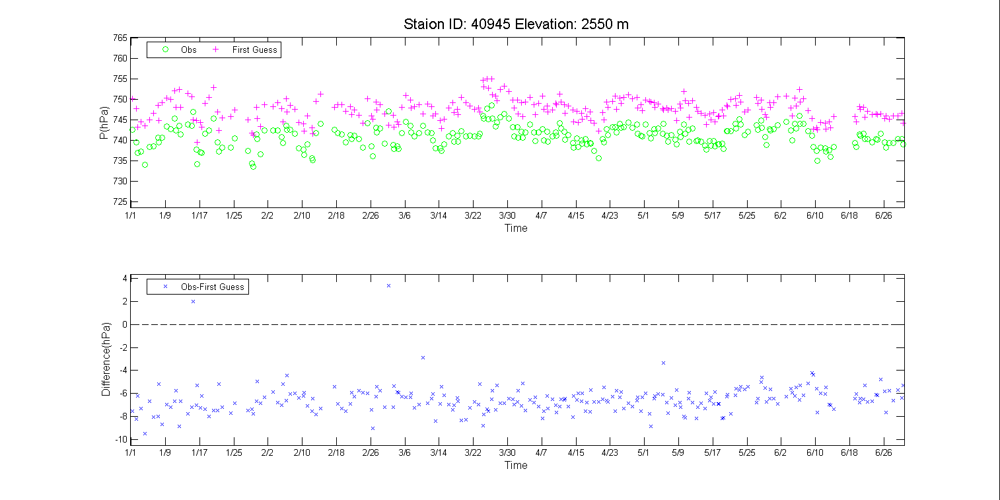 Staion ID: 40945 Elevation: 2550 m
765
760
755
750
745
740
735
730
725
P(hPa)
Obs First Guess
1/1 1/9 1/17 1/25 2/2 2/10 2/18 2/26 3/6 3/14 3/22 3/30 4/7 4/15 4/23 5/1 5/9 5/17 5/25 6/2 6/10 6/18 6/26
Time
4
2
0
-2
-4
-6
-8
-10
Difference(hPa)
Obs-First Guess
1/1 1/9 1/17 1/25 2/2 2/10 2/18 2/26 3/6 3/14 3/22 3/30 4/7 4/15 4/23 5/1 5/9 5/17 5/25 6/2 6/10 6/18 6/26
Time